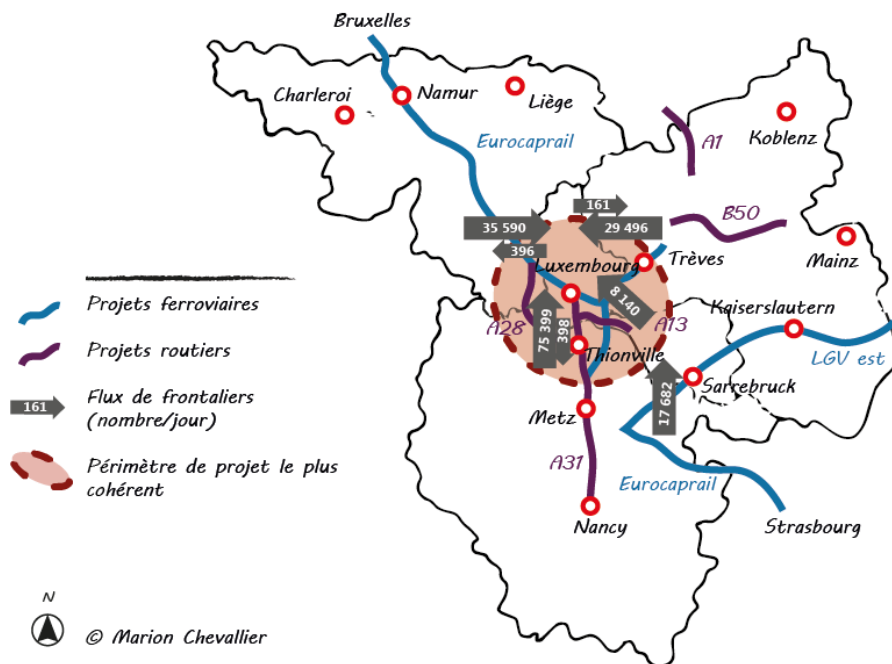 Bruxelles
Charleroi
Namur
Liège
Koblenz
Eurocaprail
A1
161
35 590
29 496
B50
396
Mainz
Trèves
Luxembourg
8 140
Kaiserslautern
Projets ferroviaires
A28
75 399
398
A13
Projets routiers
Thionville
LGV est
161
Flux de frontaliers
(nombre/jour)
Sarrebruck
17 682
Metz
Périmètre de projet le plus
cohérent
A31
Eurocaprail
Nancy
Strasbourg
N
© Marion Chevallier